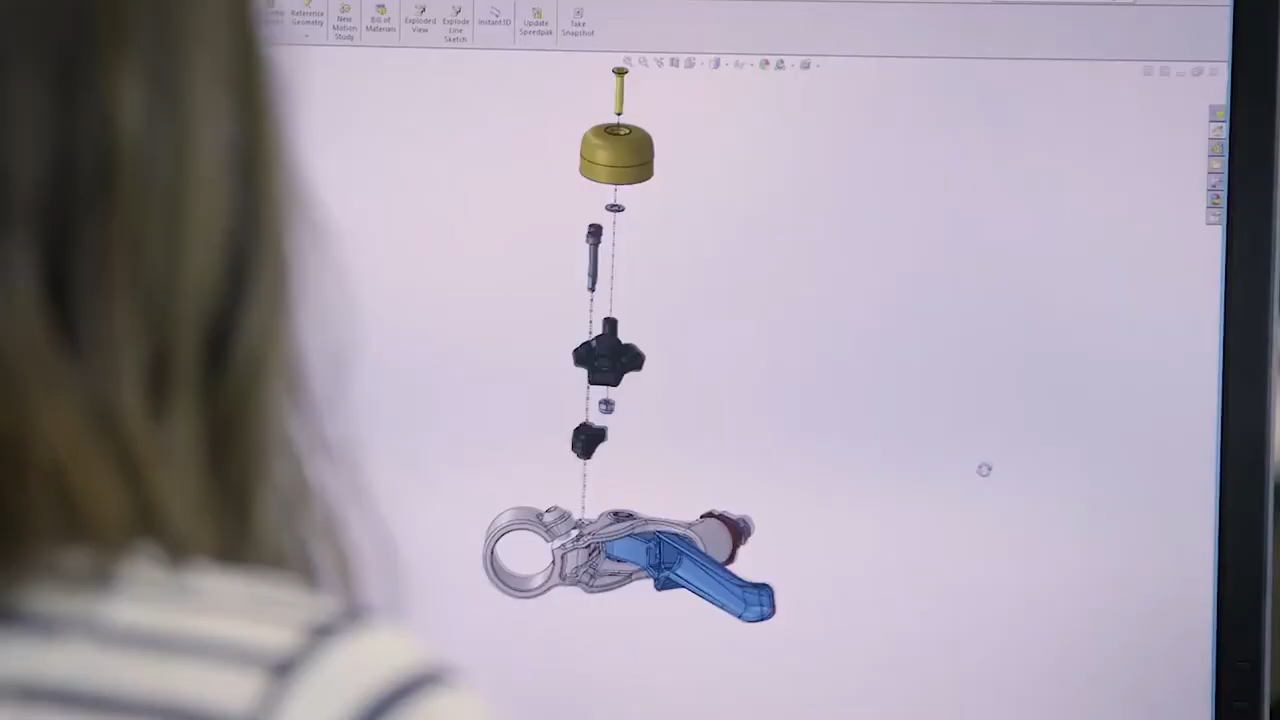 Reference Geometry
New Motion Study
Bill of Materials
Exploded View
Explode Line Sketch
Instant3D
Update Speedpak
Take Snapshot